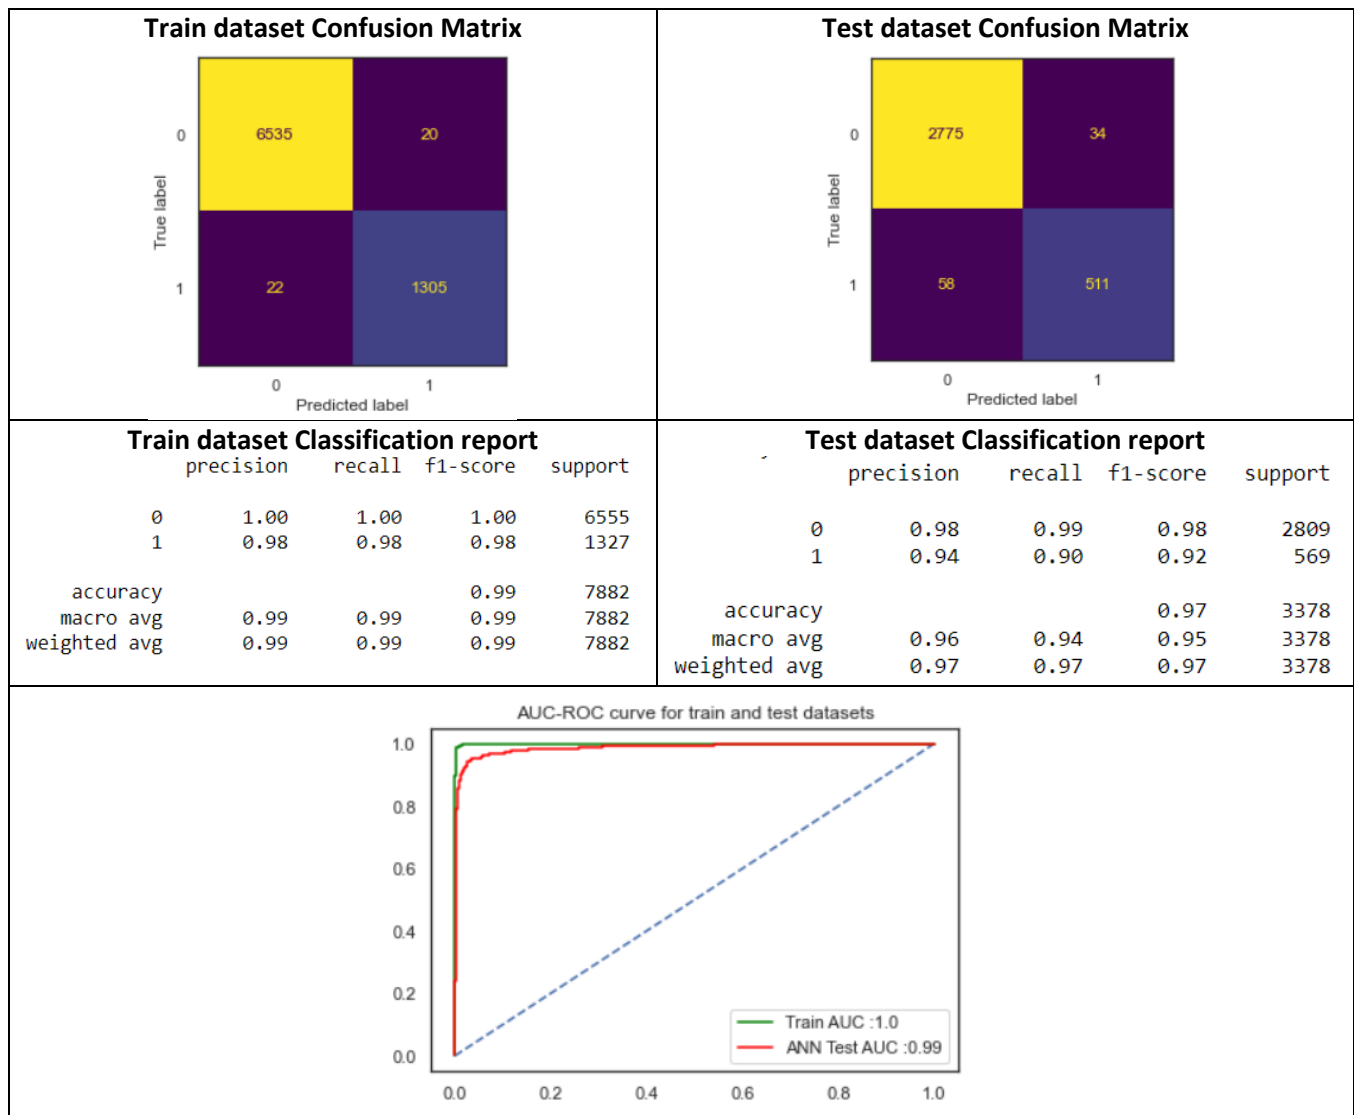 Train dataset Confusion Matrix
6535 20
22 1305
0
1
True label
0 1
Predicted label
Test dataset Confusion Matrix
2775 34
58 511
0
1
True label
0 1
Predicted label
Train dataset Classification report
precision recall f1-score support
0 1.00 1.00 1.00 6555
1 0.98 0.98 0.98 1327
accuracy 0.99 7882
macro avg 0.99 0.99 0.99 7882
weighted avg 0.99 0.99 0.99 7882
Test dataset Classification report
precision recall f1-score support
0 0.98 0.99 0.98 2809
1 0.94 0.90 0.92 569
accuracy 0.97 3378
macro avg 0.96 0.94 0.95 3378
weighted avg 0.97 0.97 0.97 3378
AUC-ROC curve for train and test datasets
1.0
0.8
0.6
0.4
0.2
0.0
Train AUC :1.0
ANN Test AUC :0.99
0.0 0.2 0.4 0.6 0.8 1.0